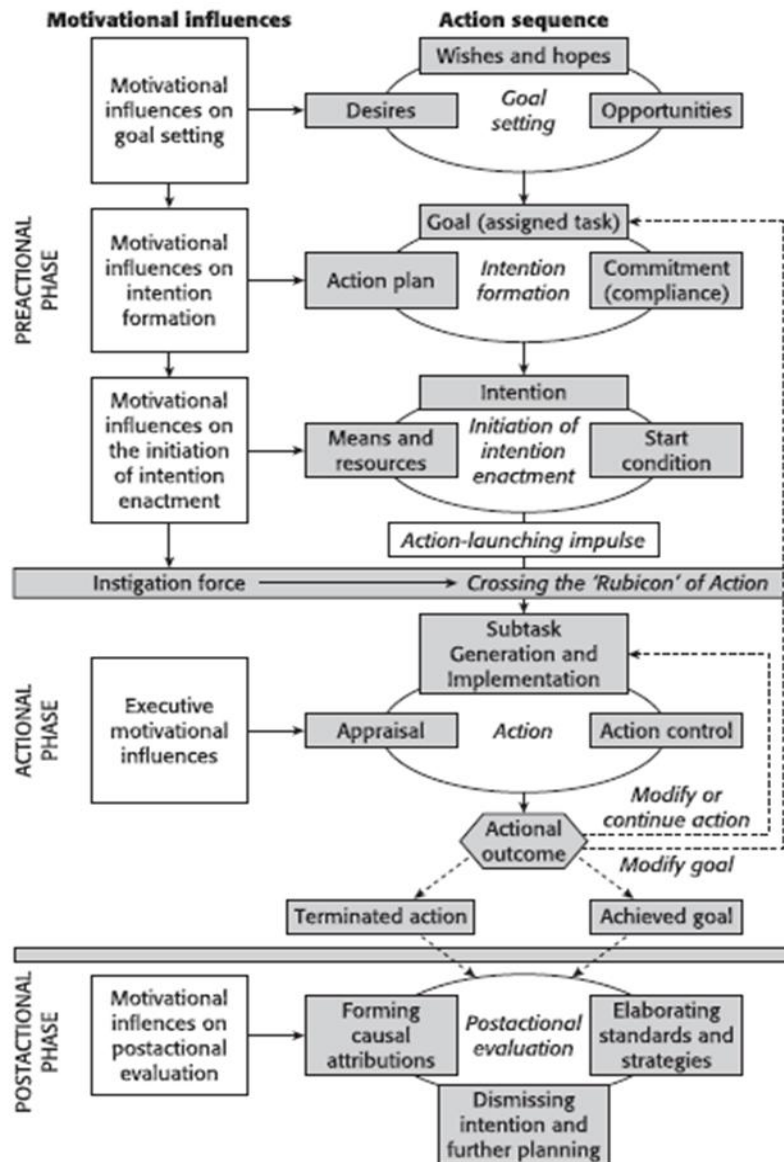 Motivational influences
Action sequence
Motivational
influences on
goal setting
Wishes and hopes
Desires
Goal
setting
Opportunities
PREACTIONAL
PHASE
Motivational
influences on
intention
formation
Goal (assigned task)
Action plan
Intention
formation
Commitment
(compliance)
Motivational
influences on
the initiation
of intention
enactment
Intention
Means and
resources
Initiation of
intention
enactment
Start
condition
Action-launching impulse
Instigation force
Crossing the 'Rubicon' of Action
ACTIONAL
PHASE
Executive
motivational
influences
Subtask
Generation and
Implementation
Appraisal
Action
Action control
Modify or
continue action
Actional
outcome
Modify goal
Terminated action
Achieved goal
POSTACTIONAL
PHASE
Motivational
inflences on
postactional
evaluation
Forming
causal
attributions
Postactional
evaluation
Elaborating
standards and
strategies
Dismissing
intention and
further planning